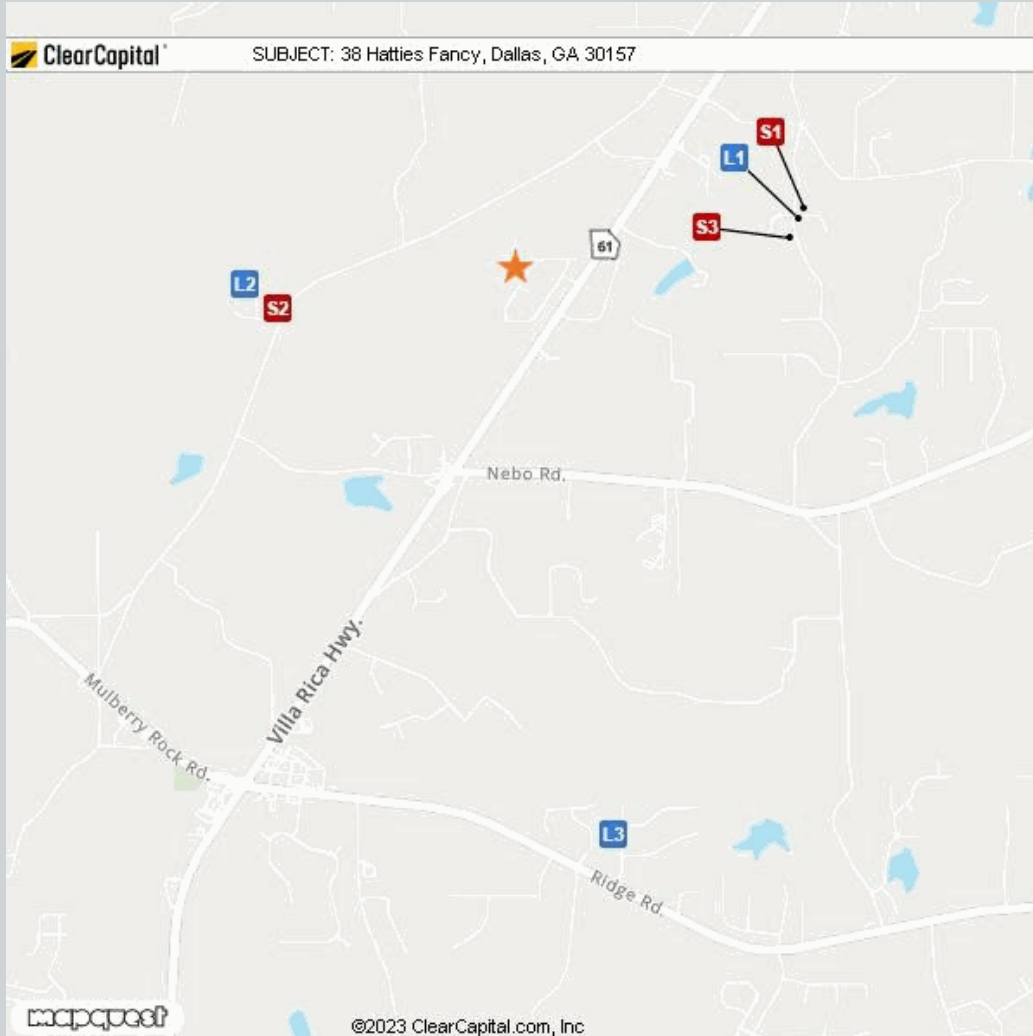 ClearCapital
SUBJECT: 38 Hatties Fancy, Dallas, GA 30157
S1
L1
S3
61
L2
S2
Nebo Rd.
Villa Rica Hwy.
Mulberry Rock Rd.
L3
Ridge Rd.
mapquest
©2023 ClearCapital.com, Inc